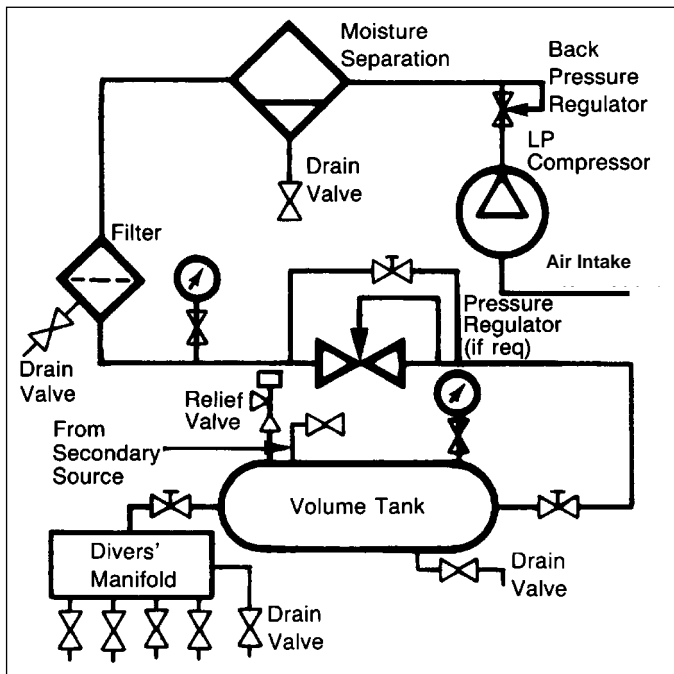 Moisture
Separation
Back
Pressure
Regulator
LP
Compressor
Drain
Valve
Filter
Air Intake
Pressure
Regulator
(if req)
Drain
Valve
Relief
Valve
From
Secondary
Source
Volume Tank
Divers'
Manifold
Drain
Valve
Drain
Valve